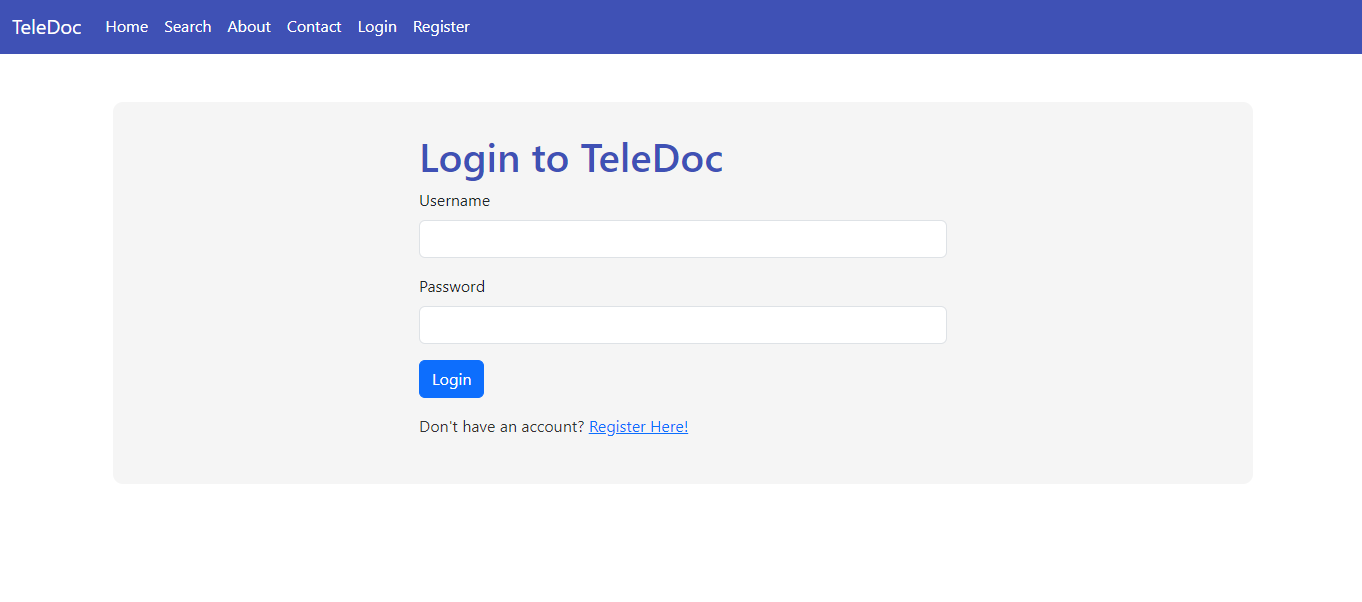 TeleDoc Home Search About Contact Login Register
Login to TeleDoc
Username
Password
Login
Don't have an account? Register Here!